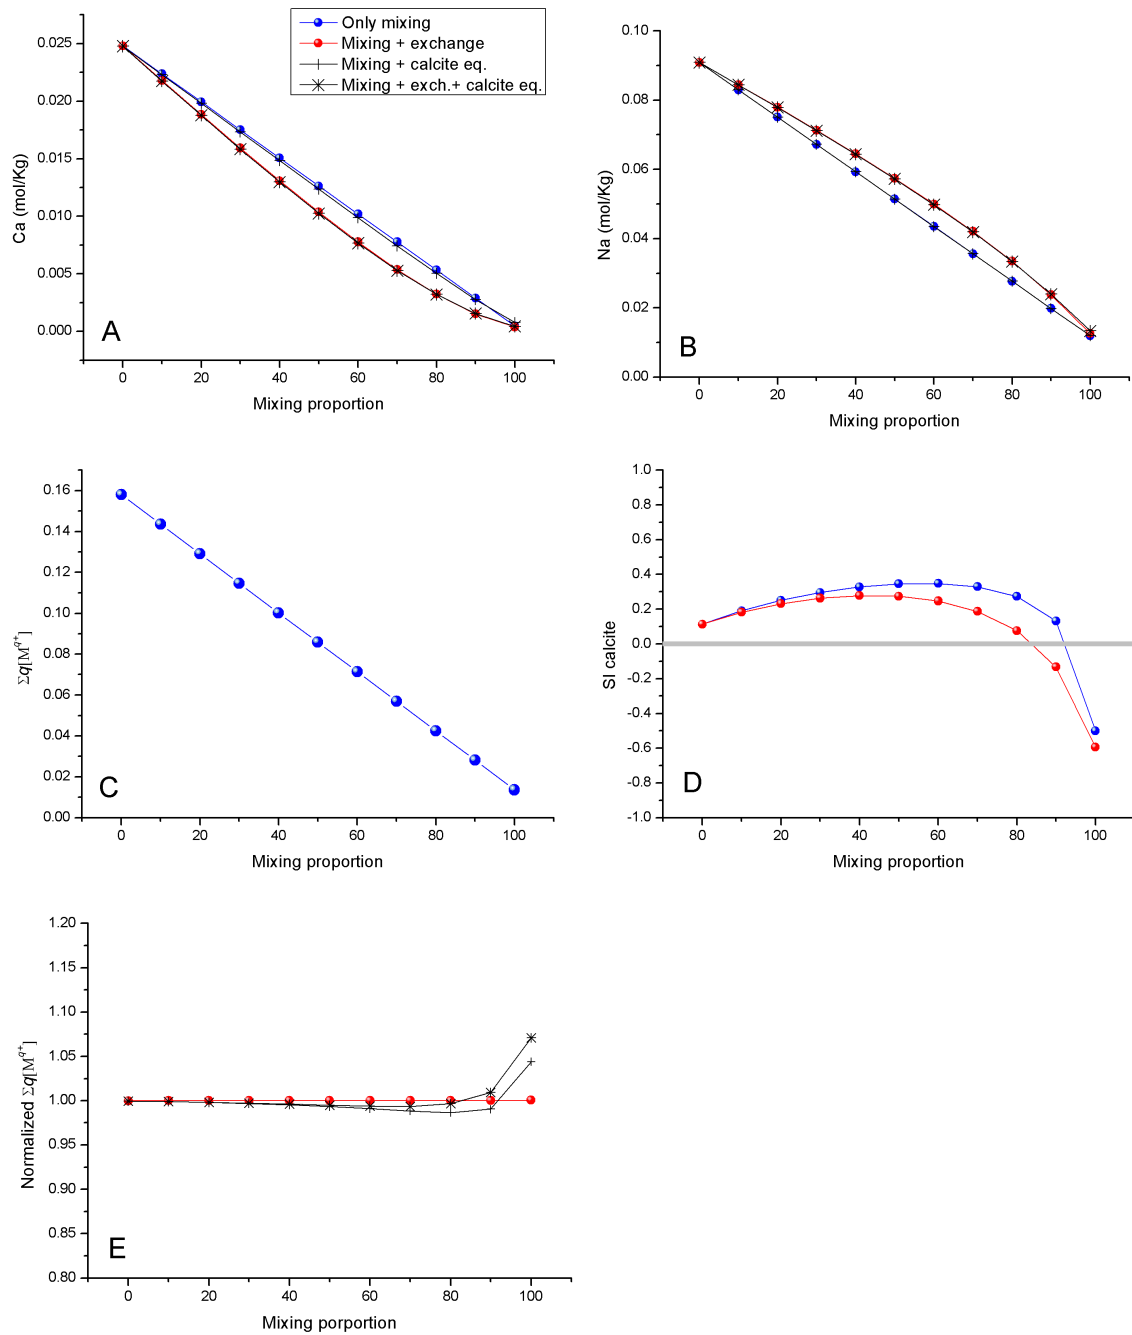 Only mixing
Mixing + exchange
Mixing + calcite eq.
Mixing + exch.+ calcite eq.
0.025
0.020
0.015
0.010
0.005
0.000
Ca (mol/Kg)
A
0 20 40 60 80 100
Mixing proportion
0.10
0.08
0.06
0.04
0.02
0.00
Na (mol/Kg)
B
0 20 40 60 80 100
Mixing proportion
0.16
0.14
0.12
0.10
0.08
0.06
0.04
0.02
0.00
Σq[M^q+]
C
0 20 40 60 80 100
Mixing proportion
1.0
0.8
0.6
0.4
0.2
0.0
-0.2
-0.4
-0.6
-0.8
-1.0
SI calcite
D
0 20 40 60 80 100
Mixing proportion
1.20
1.15
1.10
1.05
1.00
0.95
0.90
0.85
0.80
Normalized Σq[M^q+]
E
0 20 40 60 80 100
Mixing porportion